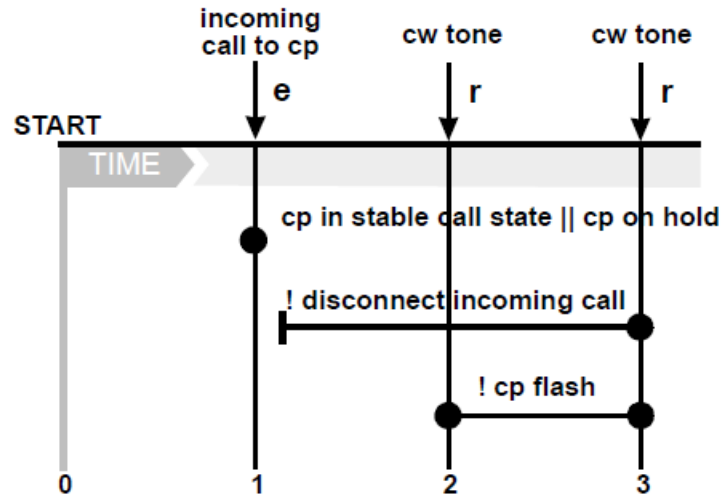 incoming
call to cp
cw tone
cw tone
e
r
r
START
TIME
cp in stable call state || cp on hold
! disconnect incoming call
! cp flash
0
1
2
3